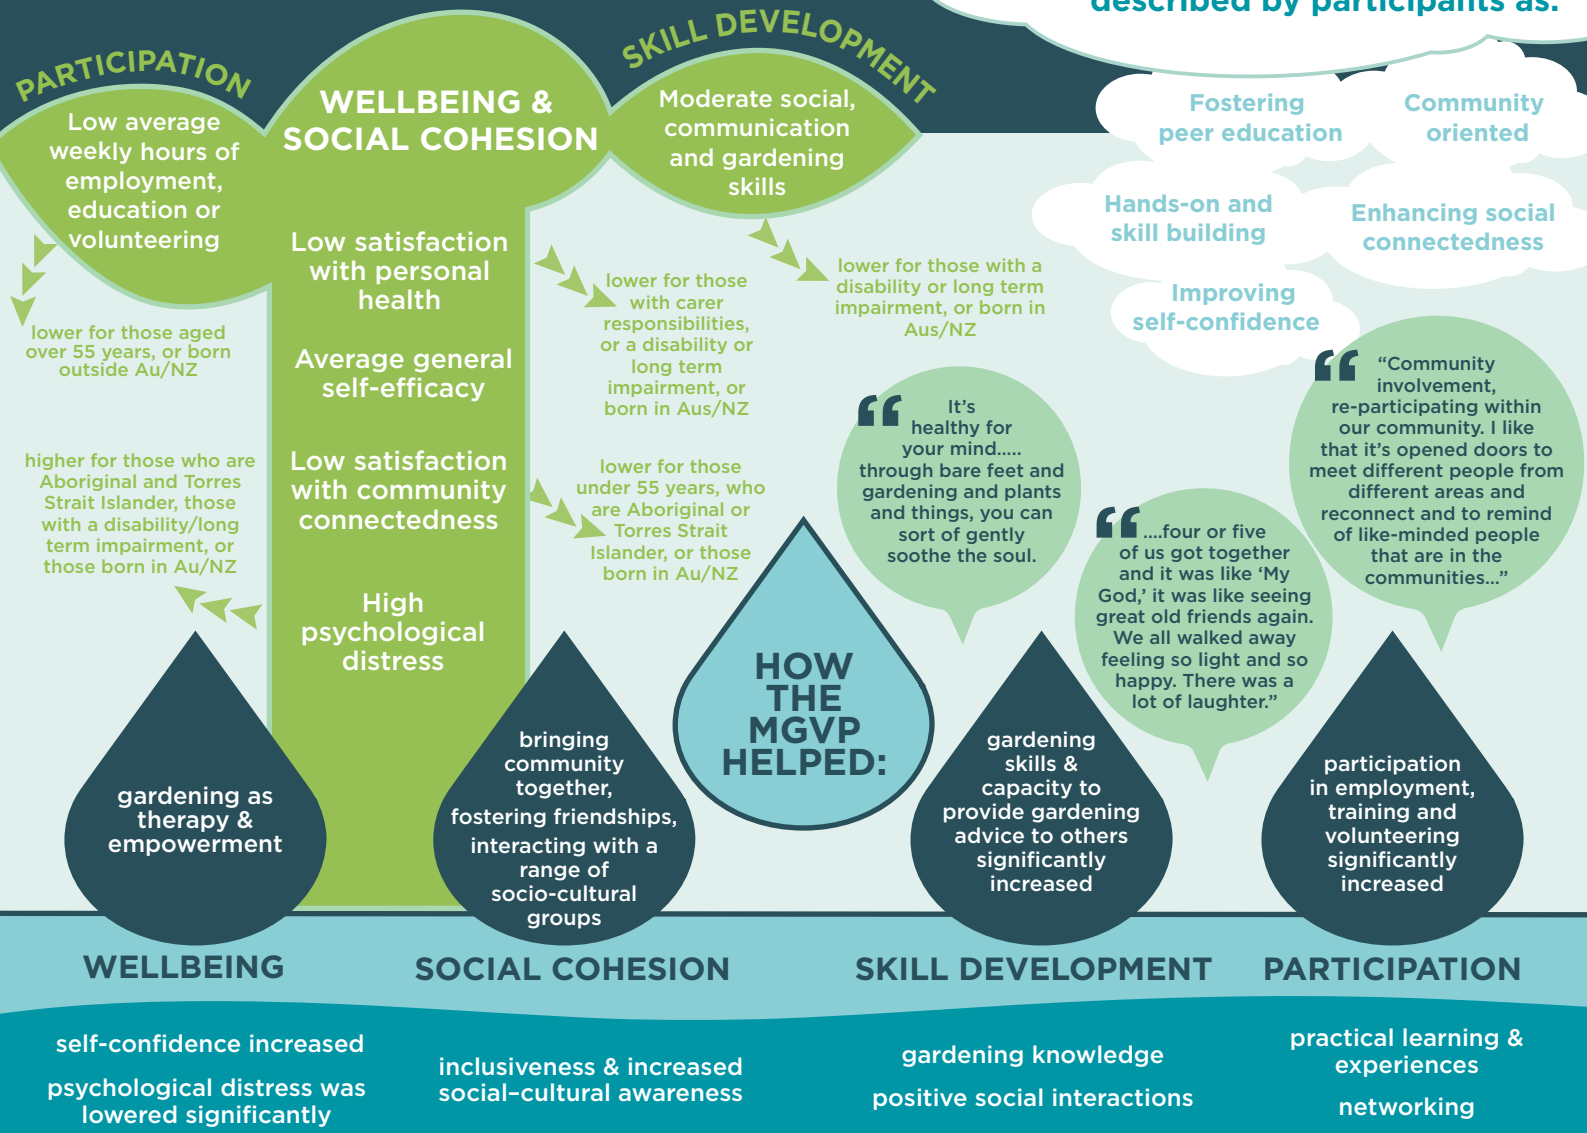 described by participants as:
PARTICIPATION
Low average
weekly hours of
employment,
education or
volunteering
lower for those aged
over 55 years, or born
outside Au/NZ
WELLBEING &
SOCIAL COHESION
Low satisfaction
with personal
health
lower for those
with carer
responsibilities,
or a disability or
long term
impairment, or
born in Aus/NZ
Average general
self-efficacy
Low satisfaction
with community
connectedness
lower for those
under 55 years, who
are Aboriginal or
Torres Strait
Islander, or those
born in Au/NZ
High
psychological
distress
higher for those who are
Aboriginal and Torres
Strait Islander, those
with a disability/long
term impairment, or
those born in Au/NZ
SKILL DEVELOPMENT
Moderate social,
communication
and gardening
skills
lower for those with a
disability or long term
impairment, or born in
Aus/NZ
Fostering
peer education
Community
oriented
Hands-on and
skill building
Enhancing social
connectedness
Improving
self-confidence
“ It’s
healthy for
your mind.....
through bare feet and
gardening and plants
and things, you can
sort of gently
soothe the soul.
“ ....four or five
of us got together
and it was like ‘My
God,’ it was like seeing
great old friends again.
We all walked away
feeling so light and so
happy. There was a
lot of laughter.”
“ “Community
involvement,
re-participating within
our community. I like
that it’s opened doors to
meet different people from
different areas and
reconnect and to remind
of like-minded people
that are in the
communities...”
HOW
THE
MGVP
HELPED:
gardening as
therapy &
empowerment
bringing
community
together,
fostering friendships,
interacting with a
range of
socio-cultural
groups
gardening
skills &
capacity to
provide gardening
advice to others
significantly
increased
participation
in employment,
training and
volunteering
significantly
increased
WELLBEING
self-confidence increased
psychological distress was
lowered significantly
SOCIAL COHESION
inclusiveness & increased
social–cultural awareness
SKILL DEVELOPMENT
gardening knowledge
positive social interactions
PARTICIPATION
practical learning &
experiences
networking